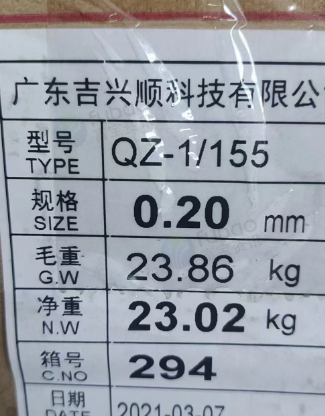 广东吉兴顺科技有限公
型号 QZ-1/155
TYPE
规格 0.20 mm
SIZE
毛重 23.86 kg
G.W
净重 23.02 kg
N.W
箱号 294
C.NO
日期 2021-03-07
DATE